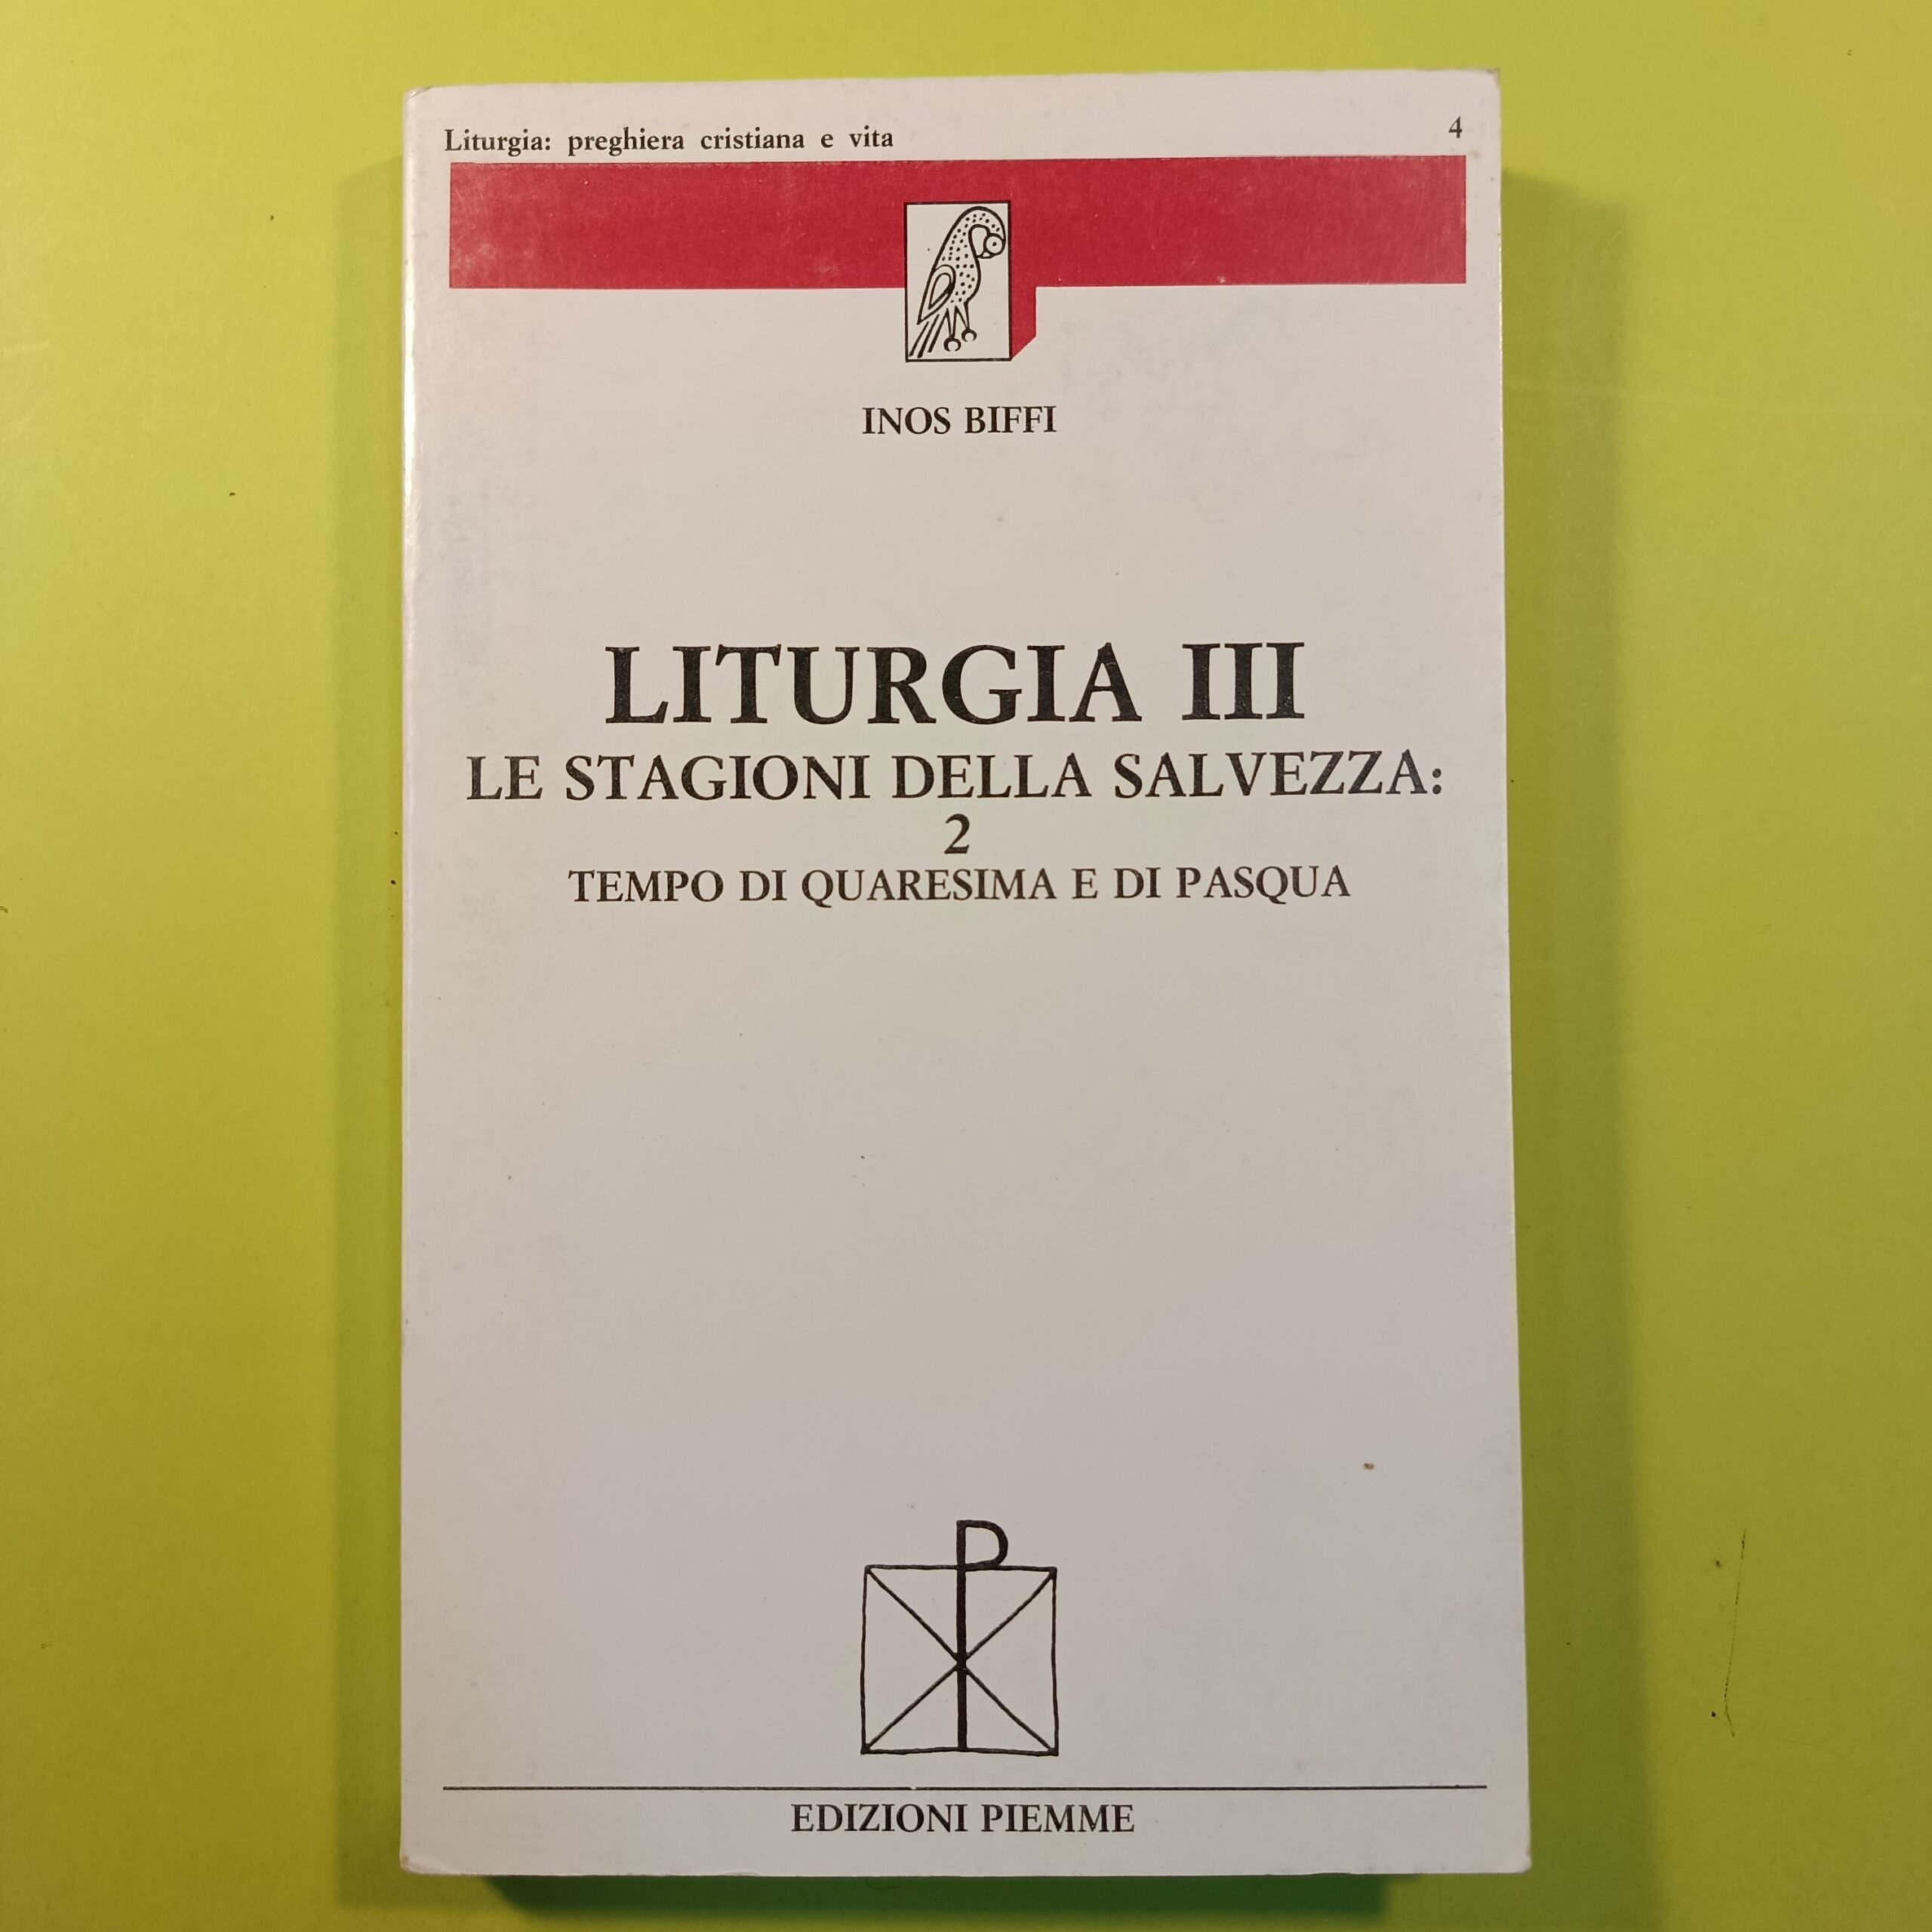 Liturgia: preghiera cristiana e vita 4
INOS BIFFI
LITURGIA III
LE STAGIONI DELLA SALVEZZA:
2
TEMPO DI QUARESIMA E DI PASQUA
P
EDIZIONI PIEMME